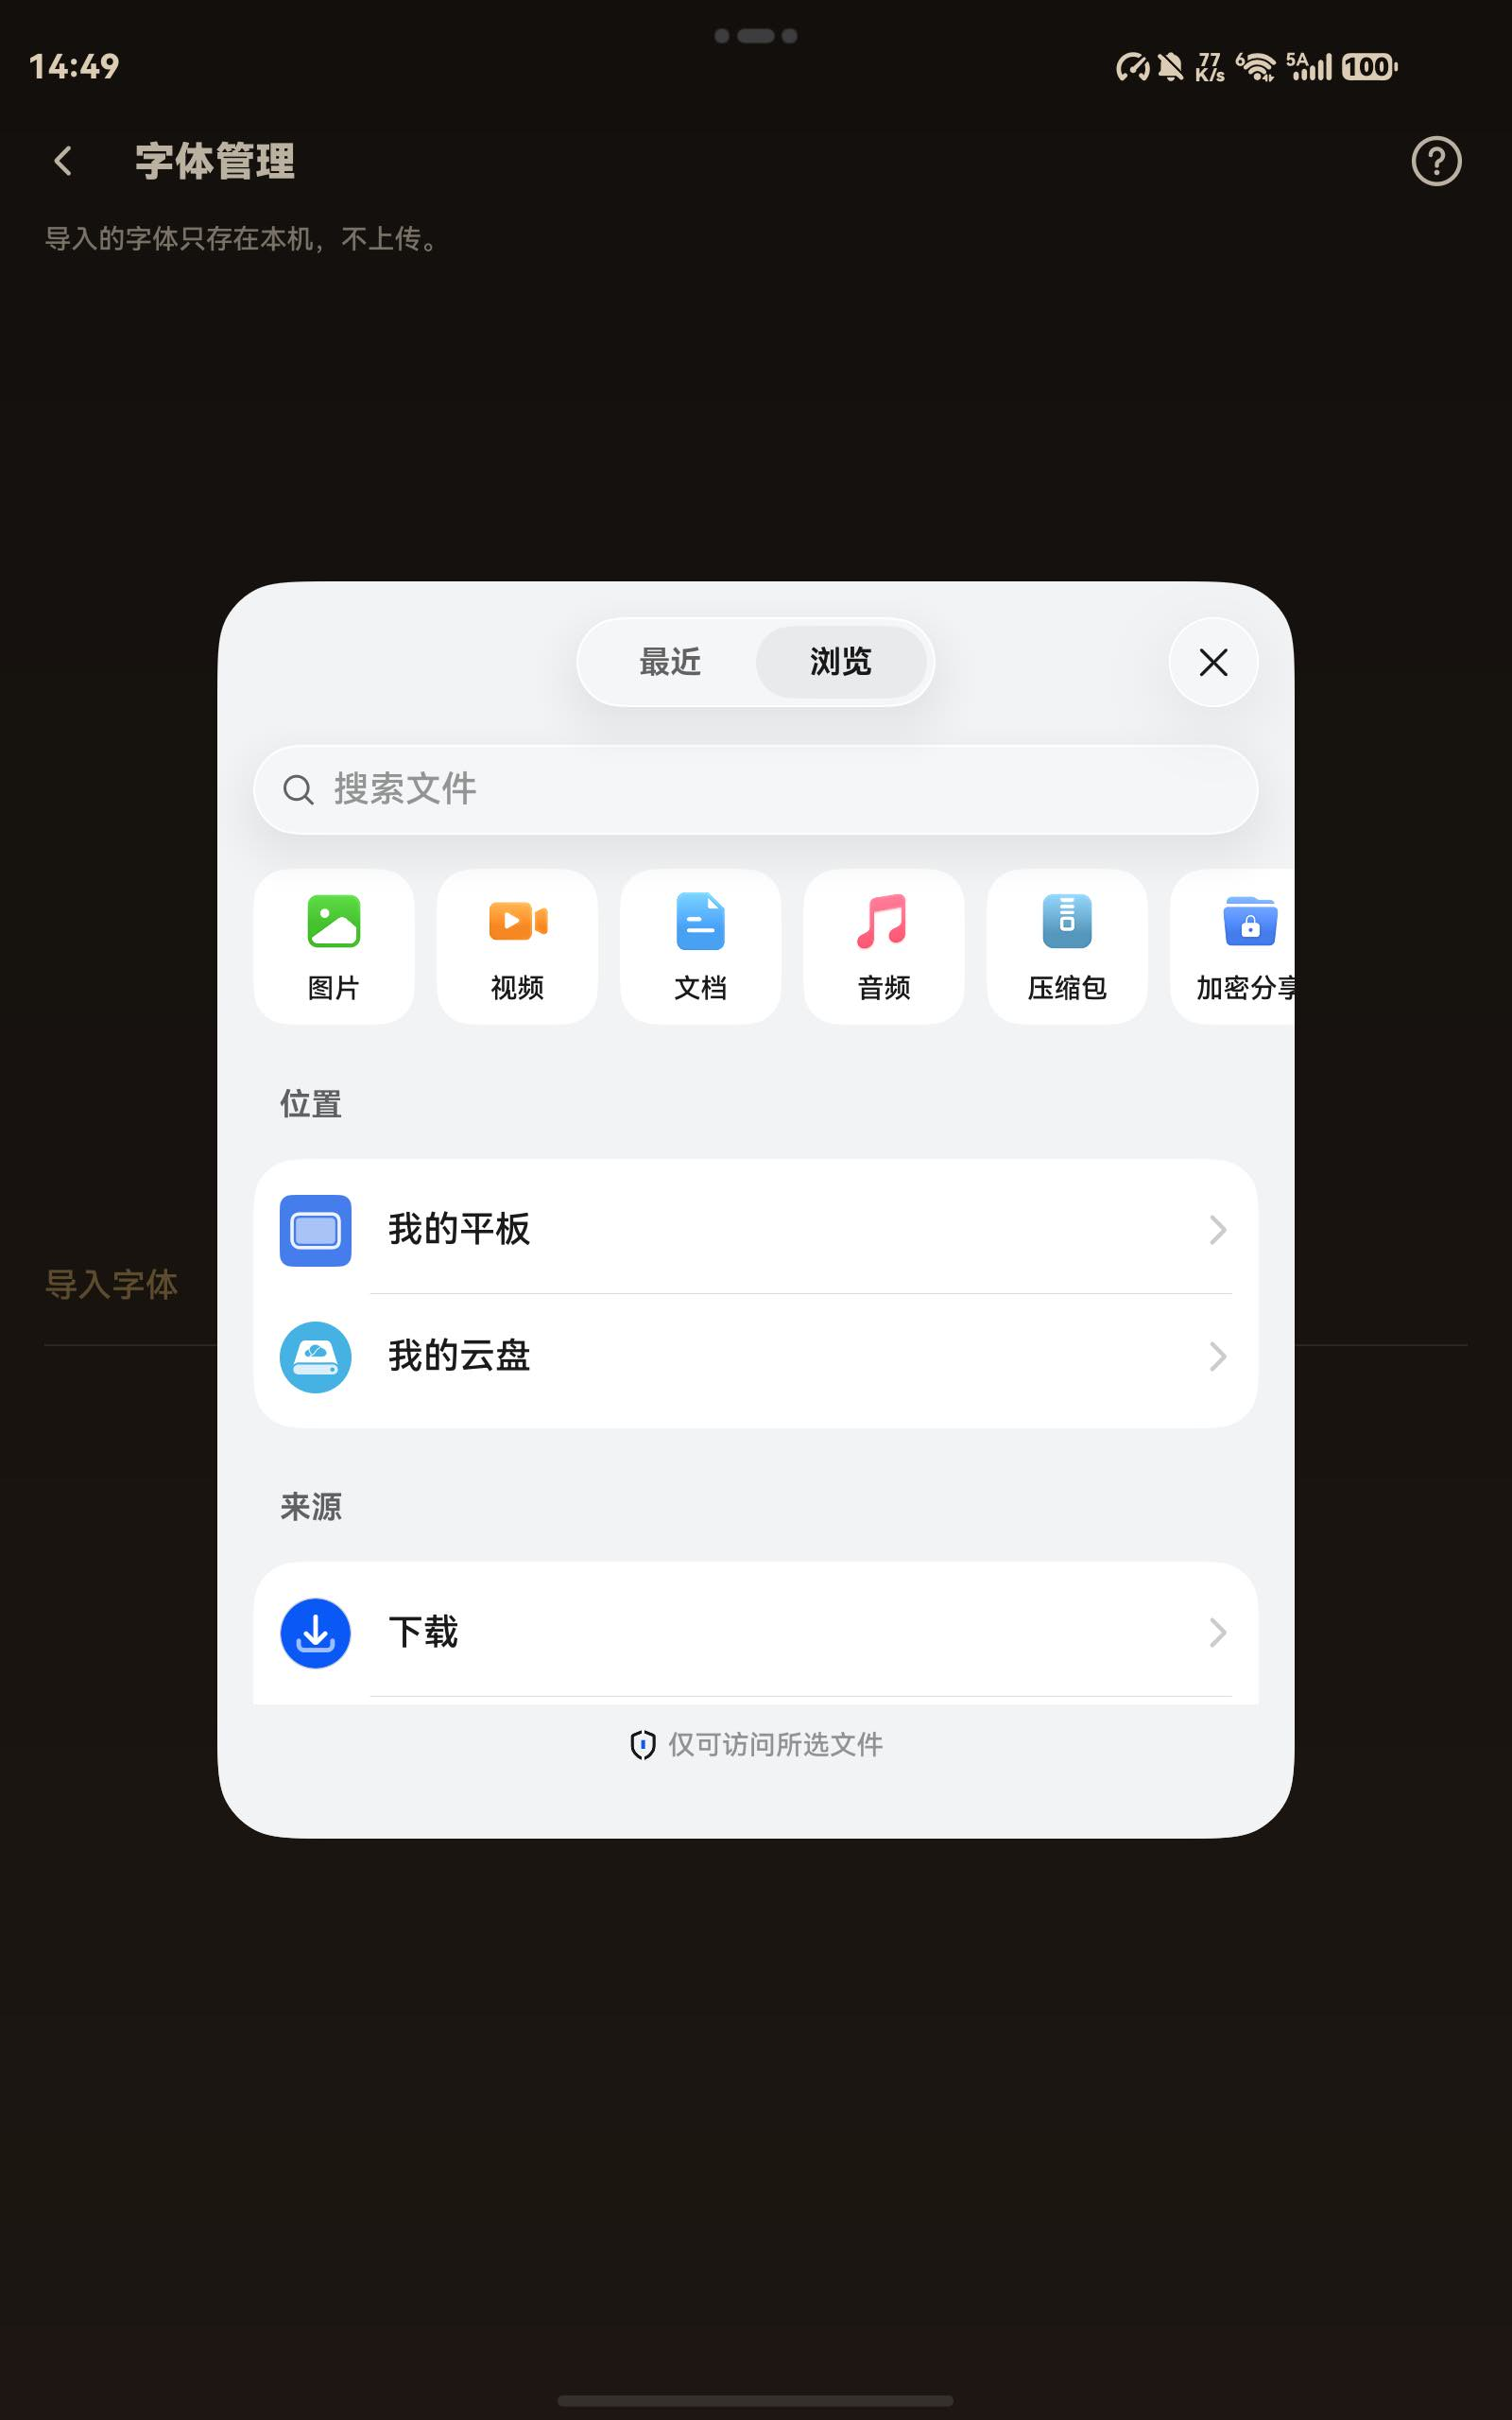 14:49
77
K/s
6
5A
100
字体管理
导入的字体只存在本机，不上传。
最近
浏览
搜索文件
图片
视频
文档
音频
压缩包
加密分享
位置
我的平板
导入字体
我的云盘
来源
下载
仅可访问所选文件